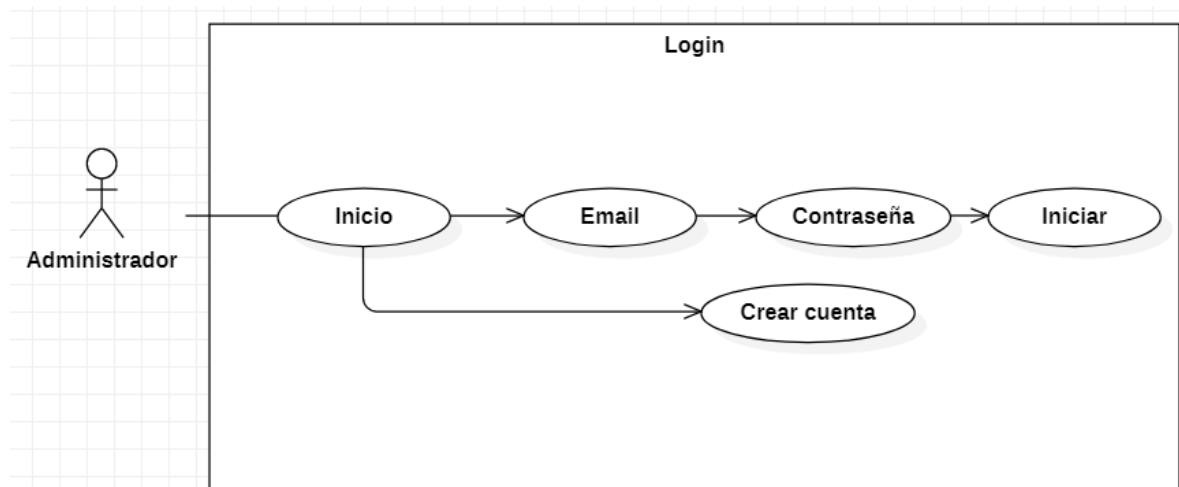 Login
Inicio
Email
Contraseña
Iniciar
Administrador
Crear cuenta